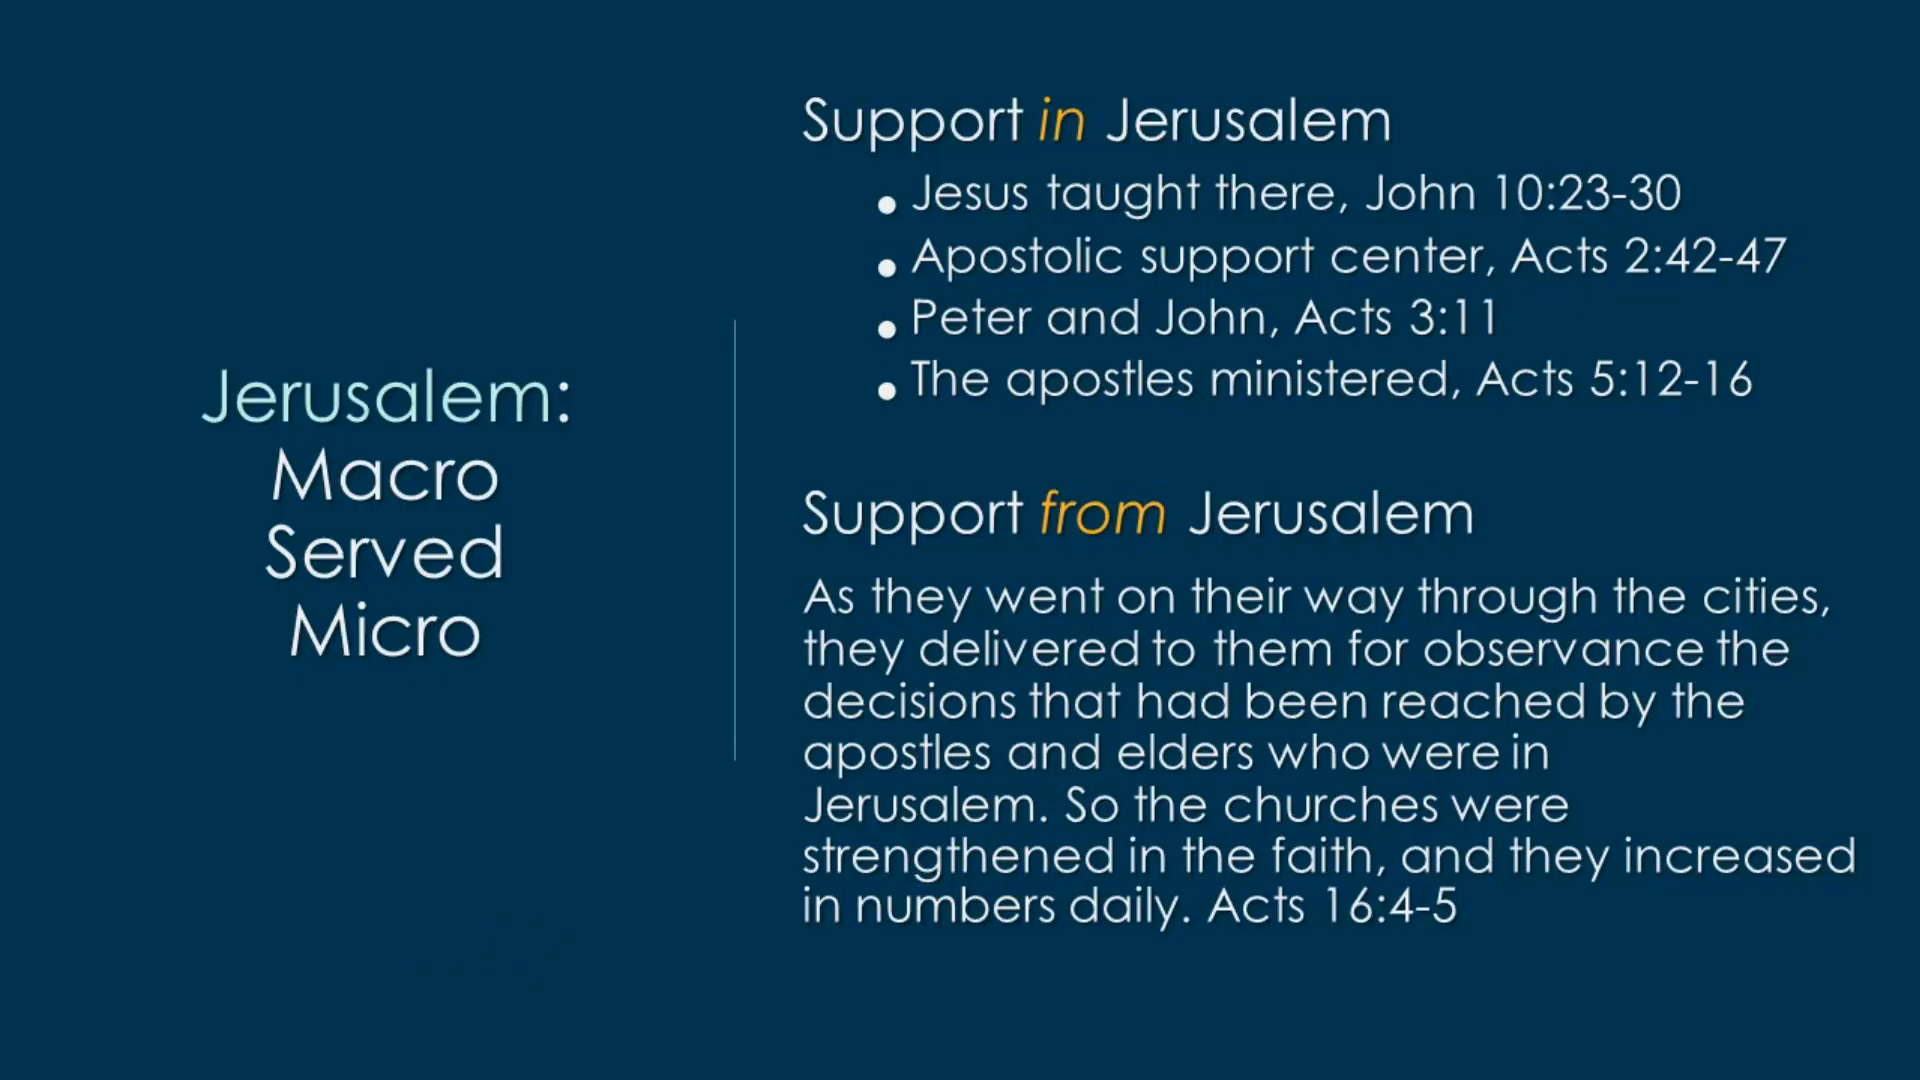 Jerusalem:
Macro
Served
Micro
Support in Jerusalem
• Jesus taught there, John 10:23-30
• Apostolic support center, Acts 2:42-47
• Peter and John, Acts 3:11
• The apostles ministered, Acts 5:12-16
Support from Jerusalem
As they went on their way through the cities,
they delivered to them for observance the
decisions that had been reached by the
apostles and elders who were in
Jerusalem. So the churches were
strengthened in the faith, and they increased
in numbers daily. Acts 16:4-5